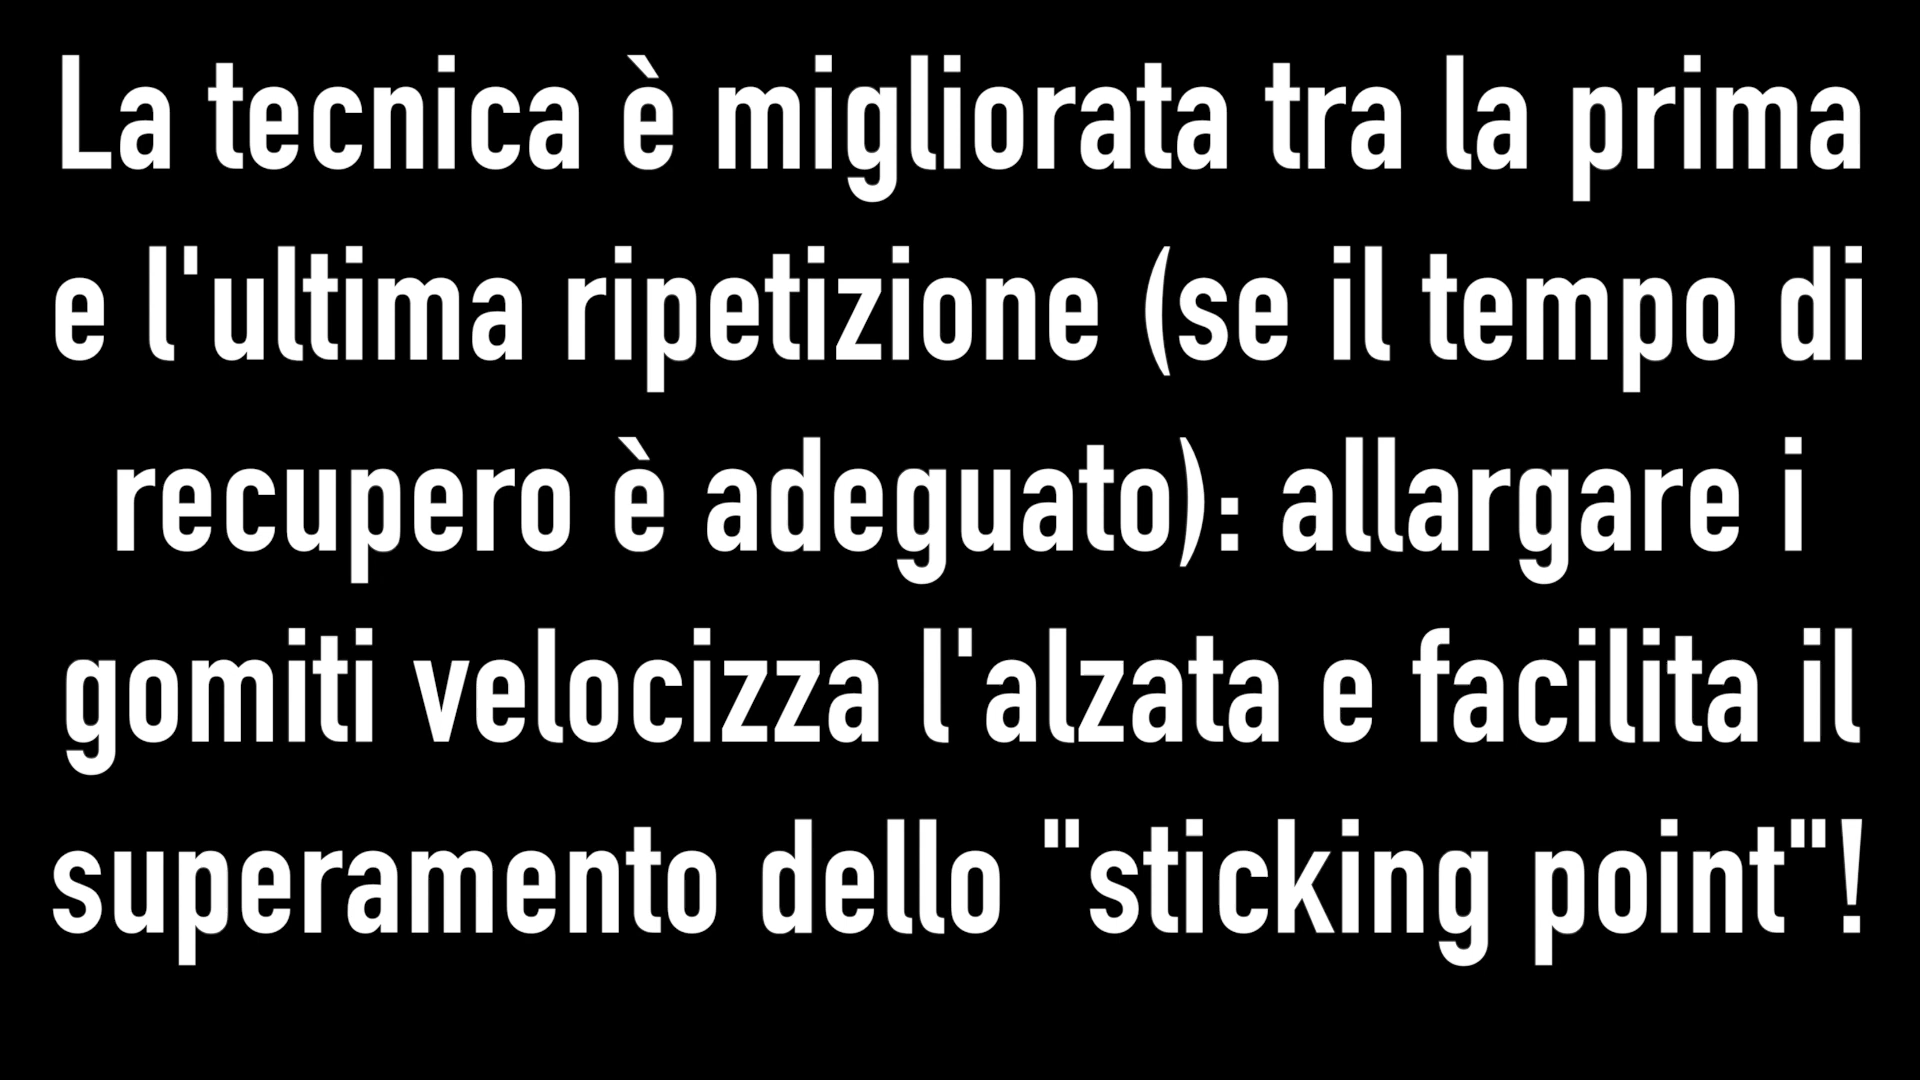 La tecnica è migliorata tra la prima
e l'ultima ripetizione (se il tempo di
recupero è adeguato): allargare i
gomiti velocizza l'alzata e facilita il
superamento dello "sticking point"!